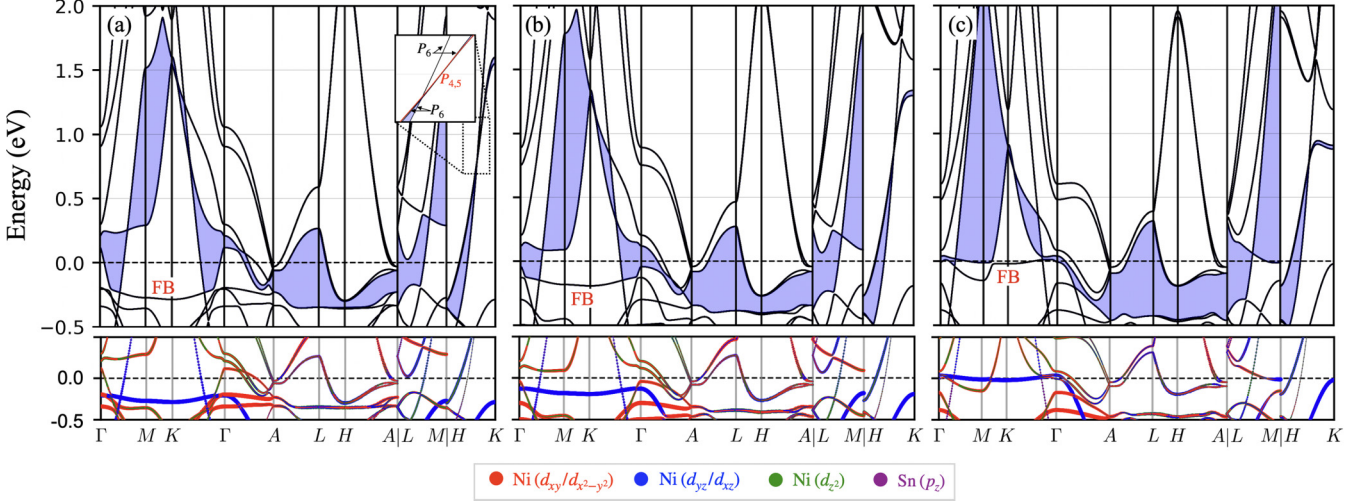 (a) (b) (c)
2.0
1.5
1.0
0.5
0.0
−0.5
Energy (eV)
P6
P4,5
P6
FB
FB
FB
0.0
-0.5
Γ M K Γ A L H A|L M|H K
Γ M K Γ A L H A|L M|H K
Γ M K Γ A L H A|L M|H K
Ni (dxy/dx²−y²) Ni (dyz/dxz) Ni (dz²) Sn (pz)